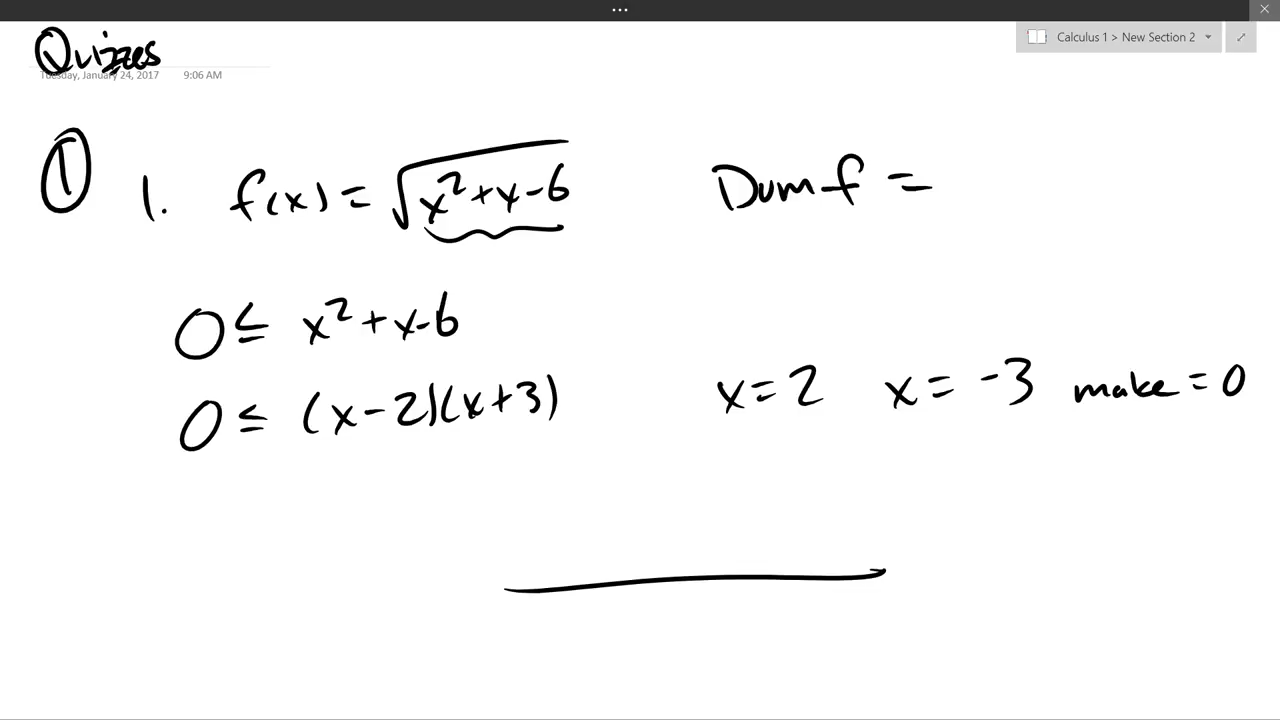 Quizzes
Calculus 1 > New Section 2
Tuesday, January 24, 2017 9:06 AM
① 1. f(x) = √(x²+x-6) Dom f =
0 ≤ x²+x-6
0 ≤ (x-2)(x+3) x=2 x=-3 make=0